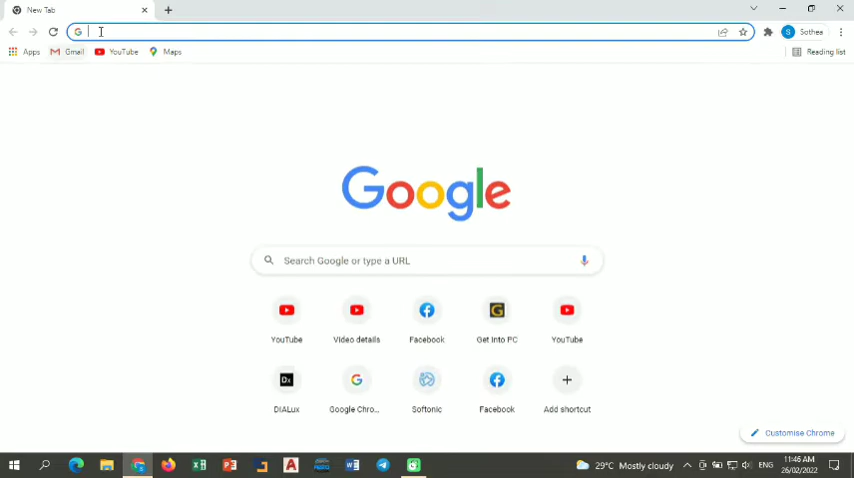 New Tab
Sothea
Apps
Gmail
YouTube
Maps
Reading list
Google
Search Google or type a URL
YouTube
Video details
Facebook
Get Into PC
YouTube
DIALux
Google Chro...
Softonic
Facebook
Add shortcut
Customise Chrome
29°C Mostly cloudy
ENG
11:46 AM
26/02/2022